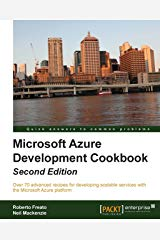 Quick answers to common problems
Microsoft Azure
Development Cookbook
Second Edition
Over 70 advanced recipes for developing scalable services with
the Microsoft Azure platform
Roberto Freato
Neil Mackenzie
PACKT enterprise
PUBLISHING